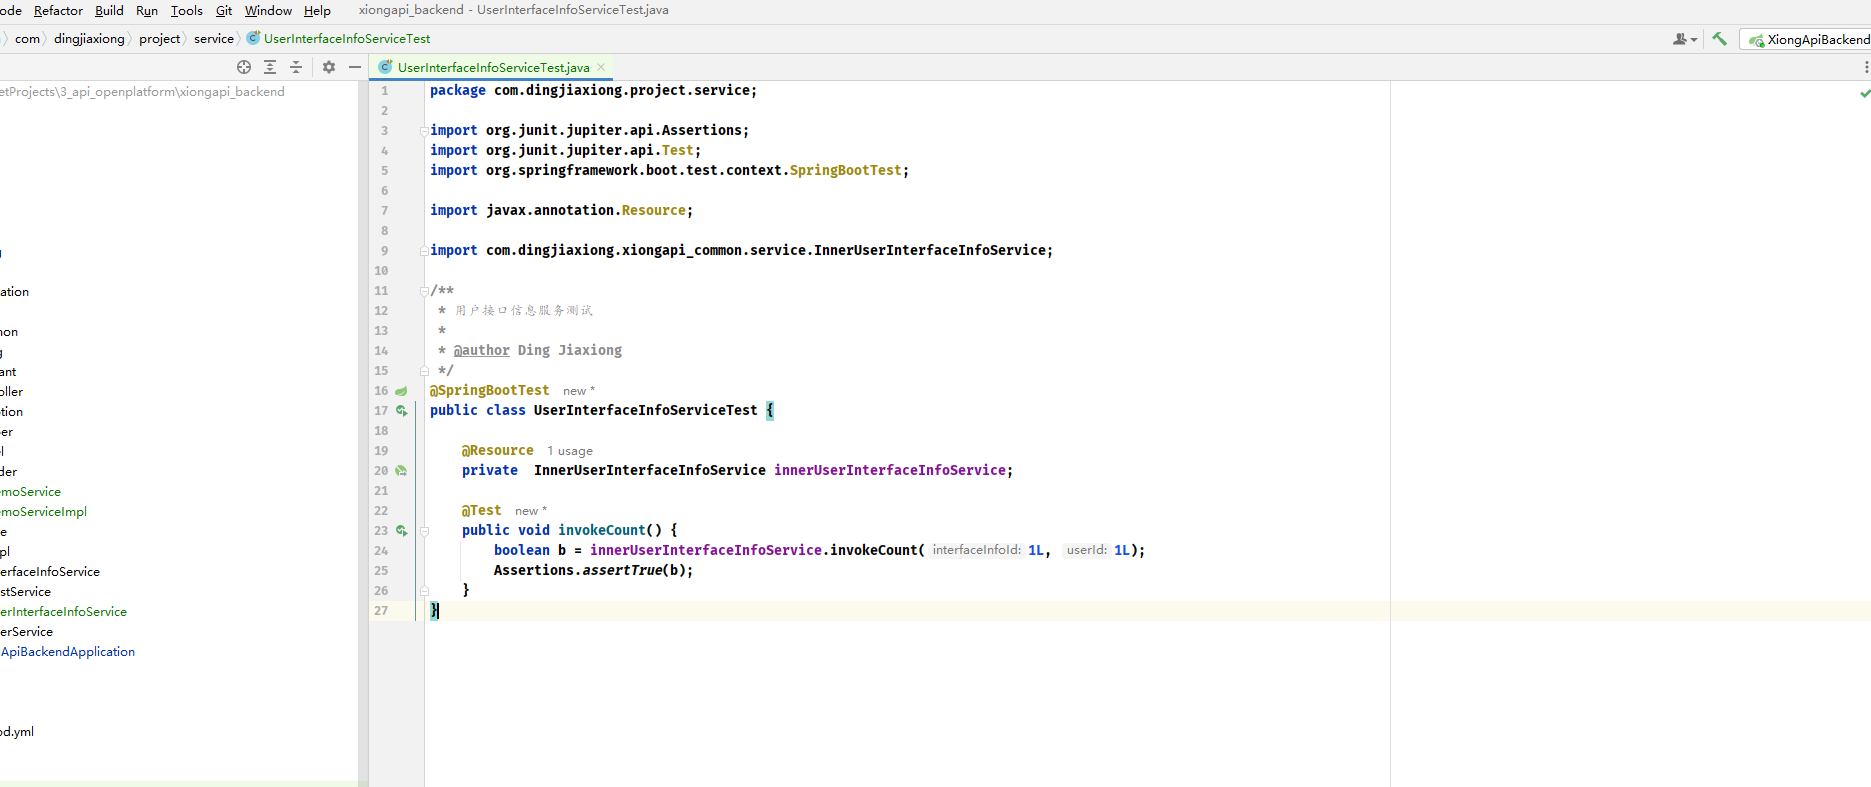 ode Refactor Build Run Tools Git Window Help xiongapi_backend - UserInterfaceInfoServiceTest.java
com dingjiaxiong project service UserInterfaceInfoServiceTest XiongApiBackend
UserInterfaceInfoServiceTest.java
etProjects\3_api_openplatform\xiongapi_backend
ation
non
g
ant
oller
otion
er
el
der
emoService
emoServiceImpl
e
pl
erfaceInfoService
stService
erInterfaceInfoService
erService
ApiBackendApplication
od.yml
1 package com.dingjiaxiong.project.service;
2
3 import org.junit.jupiter.api.Assertions;
4 import org.junit.jupiter.api.Test;
5 import org.springframework.boot.test.context.SpringBootTest;
6
7 import javax.annotation.Resource;
8
9 import com.dingjiaxiong.xiongapi_common.service.InnerUserInterfaceInfoService;
10
11 /**
12 * 用户接口信息服务测试
13 *
14 * @author Ding Jiaxiong
15 */
16 @SpringBootTest new *
17 public class UserInterfaceInfoServiceTest {
18
19 @Resource 1 usage
20 private InnerUserInterfaceInfoService innerUserInterfaceInfoService;
21
22 @Test new *
23 public void invokeCount() {
24 boolean b = innerUserInterfaceInfoService.invokeCount( interfaceInfoId: 1L, userId: 1L);
25 Assertions.assertTrue(b);
26 }
27 }